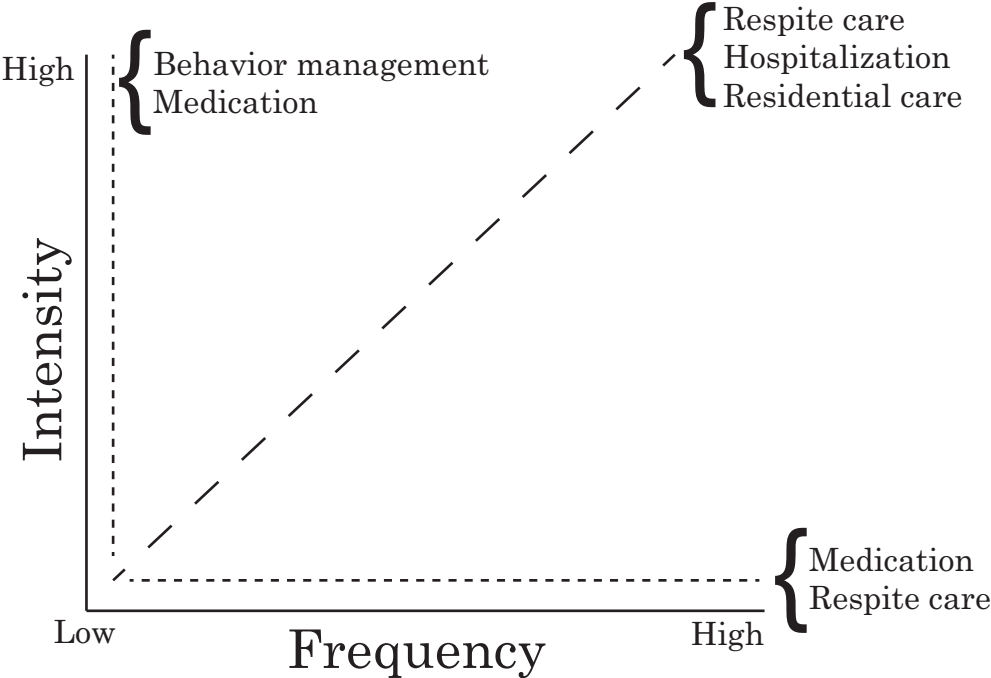 Respite care
Hospitalization
Residential care
High
Behavior management
Medication
Intensity
Medication
Respite care
Low
High
Frequency